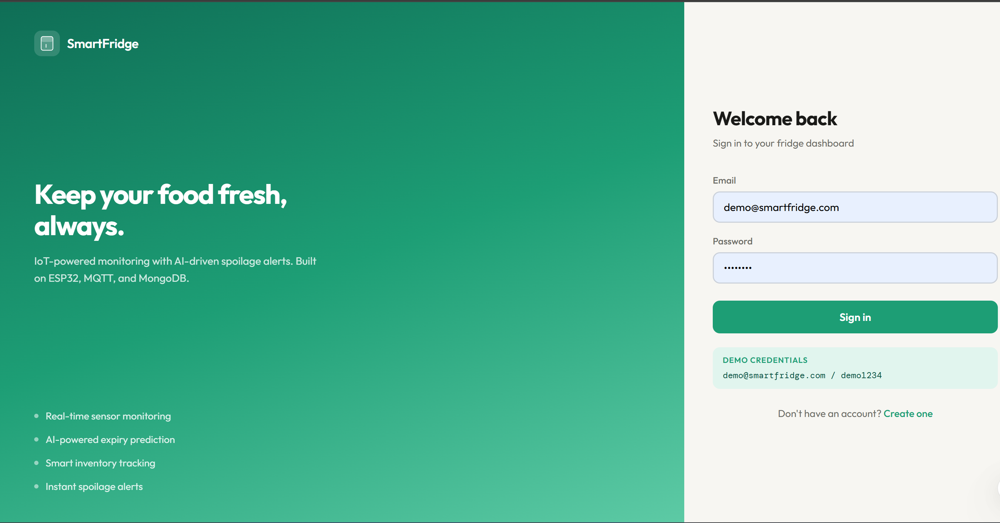 SmartFridge
Keep your food fresh,
always.
IoT-powered monitoring with AI-driven spoilage alerts. Built
on ESP32, MQTT, and MongoDB.
Real-time sensor monitoring
AI-powered expiry prediction
Smart inventory tracking
Instant spoilage alerts
Welcome back
Sign in to your fridge dashboard
Email
demo@smartfridge.com
Password
••••••••
Sign in
DEMO CREDENTIALS
demo@smartfridge.com / demo1234
Don't have an account? Create one